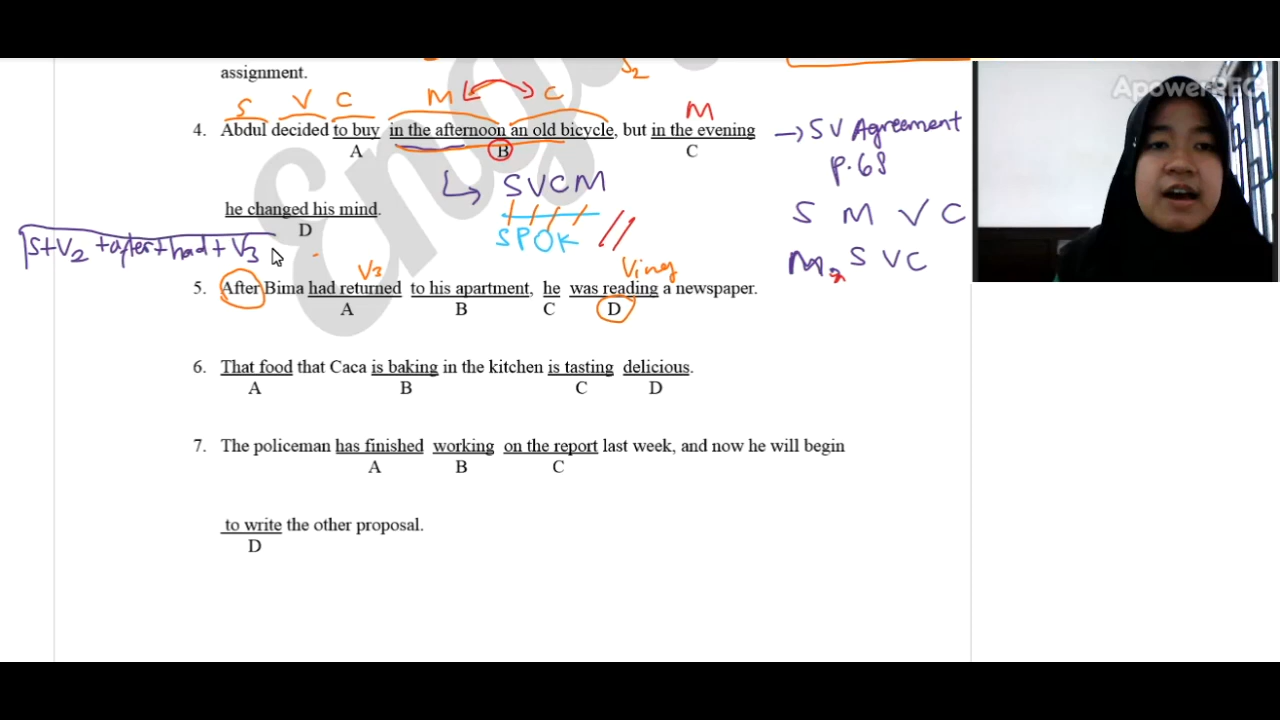 assignment.
S2
S V C M C M
4. Abdul decided to buy in the afternoon an old bicycle, but in the evening
A B C
→ SV Agreement
p.68
SVCM
S M V C
he changed his mind.
D
SPOK //
S+V2 +after+had+V3
M, S V C
V3 Ving
5. After Bima had returned to his apartment, he was reading a newspaper.
A B C D
6. That food that Caca is baking in the kitchen is tasting delicious.
A B C D
7. The policeman has finished working on the report last week, and now he will begin
A B C
to write the other proposal.
D
ApowerREC